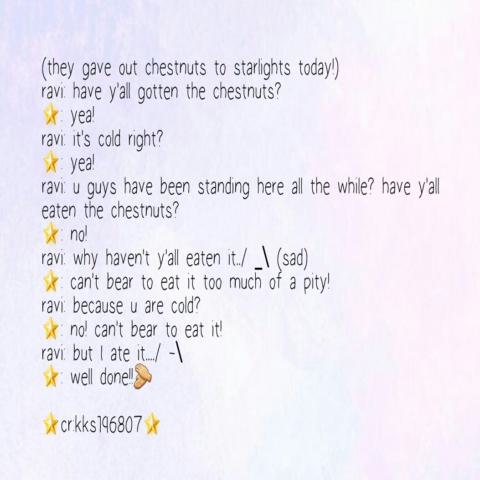 (they gave out chestnuts to starlights today!)
ravi: have y'all gotten the chestnuts?
⭐: yea!
ravi: it's cold right?
⭐: yea!
ravi: u guys have been standing here all the while? have y'all
eaten the chestnuts?
⭐: no!
ravi: why haven't y'all eaten it../ _\ (sad)
⭐: can't bear to eat it too much of a pity!
ravi: because u are cold?
⭐: no! can't bear to eat it!
ravi: but I ate it..../ -\
⭐: well done!!👏
⭐cr:kks196807⭐